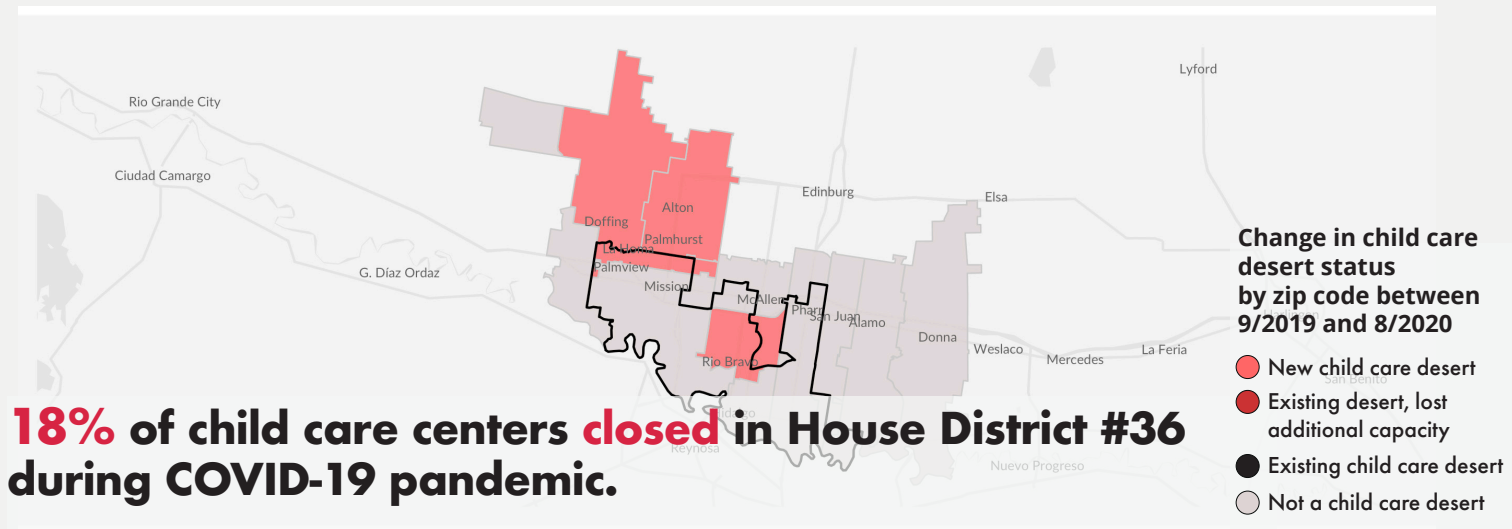 Lyford
Rio Grande City
Ciudad Camargo
Edinburg
Elsa
Alton
Doffing
Palmhurst
La Homa
Palmview
G. Díaz Ordaz
Mission
McAllen
Pharr
San Juan
Alamo
Donna
Weslaco
Mercedes
La Feria
Rio Bravo
Hidalgo
Reynosa
Nuevo Progreso
San Benito
Change in child care
desert status
by zip code between
9/2019 and 8/2020
New child care desert
Existing desert, lost
additional capacity
Existing child care desert
Not a child care desert
18% of child care centers closed in House District #36
during COVID-19 pandemic.